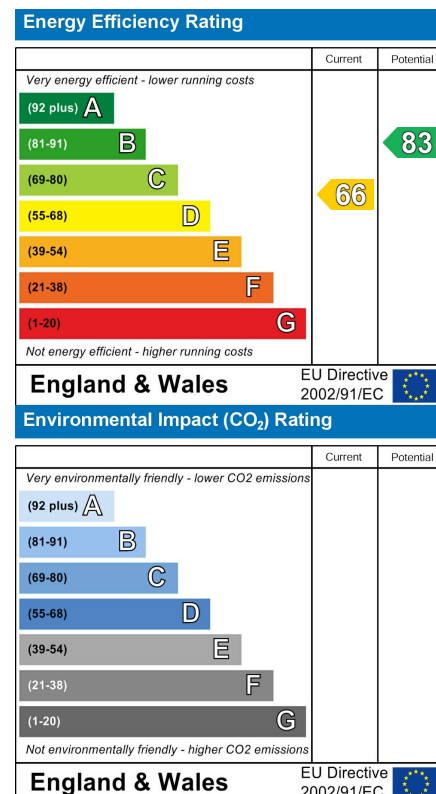 Energy Efficiency Rating
Current Potential
Very energy efficient - lower running costs
(92 plus) A
(81-91) B
83
(69-80) C
66
(55-68) D
(39-54) E
(21-38) F
(1-20) G
Not energy efficient - higher running costs
England & Wales
EU Directive
2002/91/EC
Environmental Impact (CO₂) Rating
Current Potential
Very environmentally friendly - lower CO2 emissions
(92 plus) A
(81-91) B
(69-80) C
(55-68) D
(39-54) E
(21-38) F
(1-20) G
Not environmentally friendly - higher CO2 emissions
England & Wales
EU Directive
2002/91/EC